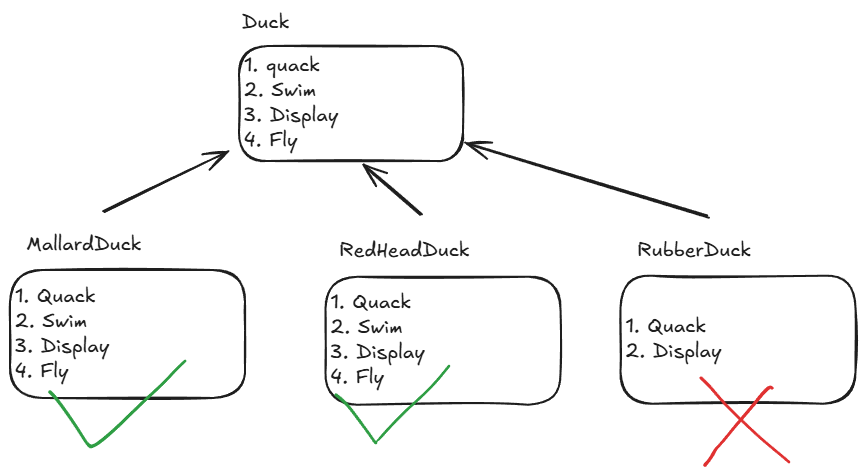 Duck
1. quack
2. Swim
3. Display
4. Fly
MallardDuck
1. Quack
2. Swim
3. Display
4. Fly
RedHeadDuck
1. Quack
2. Swim
3. Display
4. Fly
RubberDuck
1. Quack
2. Display